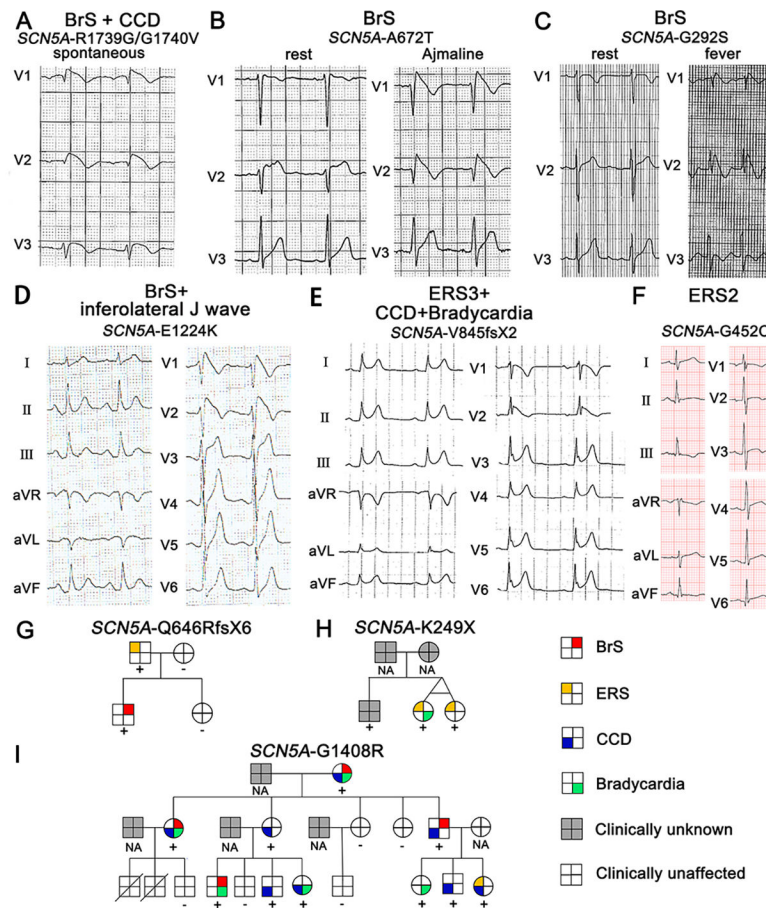 A
BrS + CCD
SCN5A-R1739G/G1740V
spontaneous
V1
V2
V3
B
BrS
SCN5A-A672T
rest
Ajmaline
V1
V2
V3
V1
V2
V3
C
BrS
SCN5A-G292S
rest
fever
V1
V2
V3
V1
V2
V3
D
BrS+
inferolateral J wave
SCN5A-E1224K
I
II
III
aVR
aVL
aVF
V1
V2
V3
V4
V5
V6
E
ERS3+
CCD+Bradycardia
SCN5A-V845fsX2
I
II
III
aVR
aVL
aVF
V1
V2
V3
V4
V5
V6
F
ERS2
SCN5A-G452C
I
II
III
aVR
aVL
aVF
V1
V2
V3
V4
V5
V6
G
SCN5A-Q646RfsX6
+ -
+ -
H
SCN5A-K249X
NA NA
+ + +
I
SCN5A-G1408R
NA +
NA + NA + NA - - + NA
- + - + + - + + +
BrS
ERS
CCD
Bradycardia
Clinically unknown
Clinically unaffected